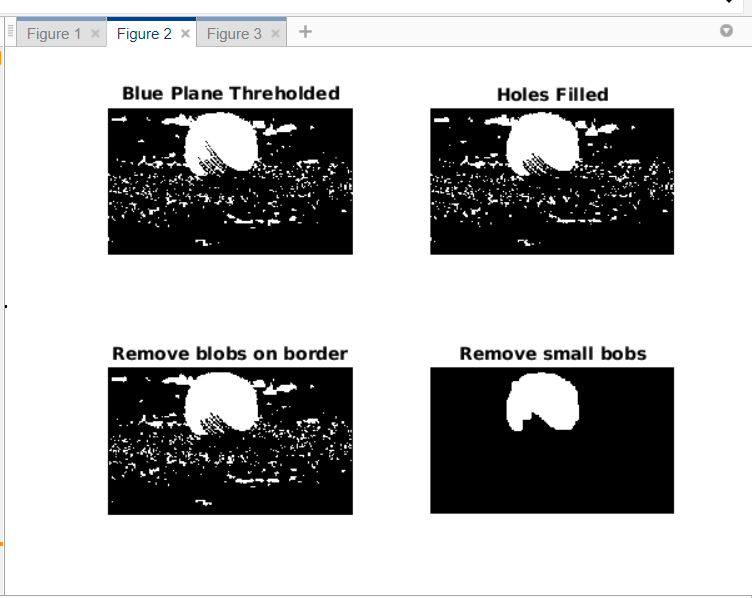 Figure 1 × Figure 2 × Figure 3 × +
Blue Plane Threholded
Holes Filled
Remove blobs on border
Remove small bobs